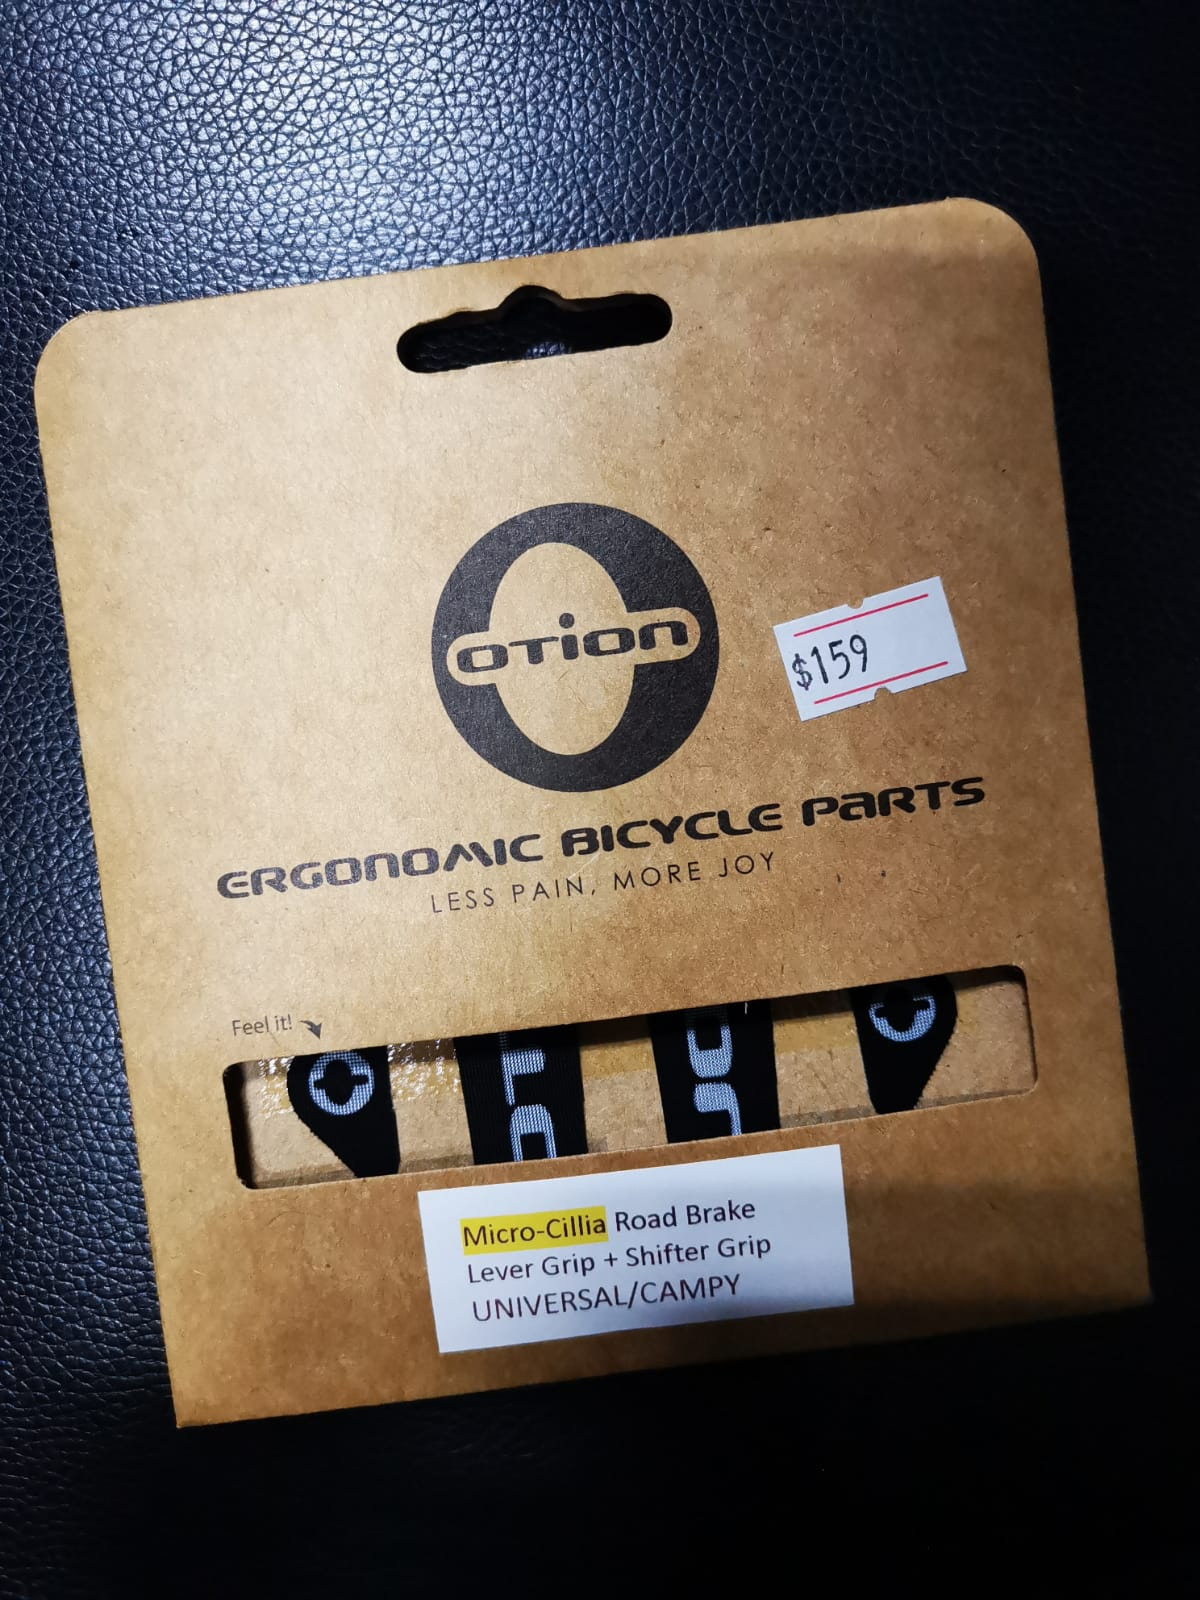 OTION
$159
ERGONOMIC BICYCLE PARTS
LESS PAIN, MORE JOY
Feel it!
Micro-Cillia Road Brake
Lever Grip + Shifter Grip
UNIVERSAL/CAMPY